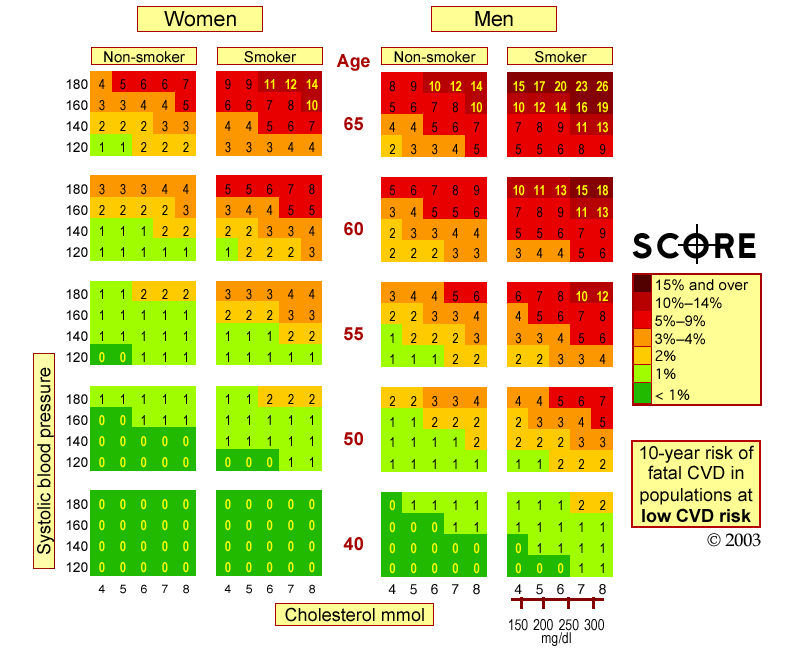 Women Men
Non-smoker Smoker Age Non-smoker Smoker
180 4 5 6 6 7 9 9 11 12 14 8 9 10 12 14 15 17 20 23 26
160 3 3 4 4 5 6 6 7 8 10 5 6 7 8 10 10 12 14 16 19
65
140 2 2 2 3 3 4 4 5 6 7 4 4 5 6 7 7 8 9 11 13
120 1 1 2 2 2 3 3 3 4 4 2 3 3 4 5 5 5 6 8 9
180 3 3 3 4 4 5 5 6 7 8 5 6 7 8 9 10 11 13 15 18
160 2 2 2 2 3 3 4 4 5 5 3 4 5 5 6 7 8 9 11 13
60
140 1 1 1 2 2 2 2 3 3 4 2 3 3 4 4 5 5 6 7 9
120 1 1 1 1 1 1 2 2 2 3 2 2 2 3 3 3 4 4 5 6
SCORE
15% and over
10%–14%
5%–9%
3%–4%
2%
1%
< 1%
180 1 1 2 2 2 3 3 3 4 4 3 4 4 5 6 6 7 8 10 12
160 1 1 1 1 1 2 2 2 3 3 2 3 3 4 4 4 5 6 7 8
55
140 1 1 1 1 1 1 1 1 2 2 1 2 2 2 3 3 4 4 5 6
120 0 0 1 1 1 1 1 1 1 1 1 1 1 2 2 2 2 3 3 4
180 1 1 1 1 1 1 1 2 2 2 2 2 3 3 4 4 4 5 6 7
160 0 0 1 1 1 1 1 1 1 1 1 1 2 2 2 2 3 3 4 5
50
140 0 0 0 0 0 1 1 1 1 1 1 1 1 1 2 2 2 2 3 3
120 0 0 0 0 0 0 0 0 1 1 1 1 1 1 1 1 1 2 2 2
Systolic blood pressure
10-year risk of
fatal CVD in
populations at
low CVD risk
© 2003
180 0 0 0 0 0 0 0 0 0 0 0 1 1 1 1 1 1 1 2 2
160 0 0 0 0 0 0 0 0 0 0 0 0 0 1 1 1 1 1 1 1
40
140 0 0 0 0 0 0 0 0 0 0 0 0 0 0 0 0 1 1 1 1
120 0 0 0 0 0 0 0 0 0 0 0 0 0 0 0 0 0 0 1 1
4 5 6 7 8 4 5 6 7 8 4 5 6 7 8 4 5 6 7 8
Cholesterol mmol
150 200 250 300
mg/dl